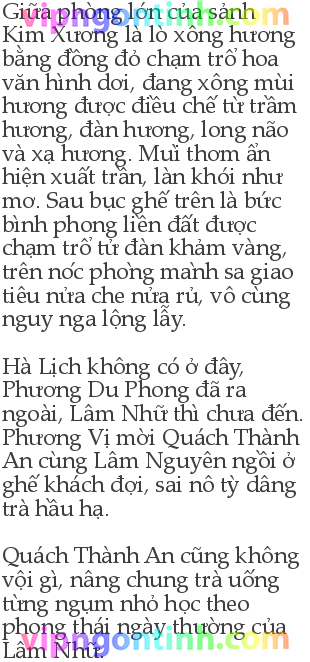 Giữa phòng lớn của sảnh
Kim Xương là lò xông hương
bằng đồng đỏ chạm trổ hoa
văn hình dơi, đang xông mùi
hương được điều chế từ trầm
hương, đàn hương, long não
và xạ hương. Mùi thơm ẩn
hiện xuất trần, làn khói như
mơ. Sau bục ghế trên là bức
bình phong liền đất được
chạm trổ tử đàn khảm vàng,
trên nóc phòng mành sa giao
tiêu nửa che nửa rủ, vô cùng
nguy nga lộng lẫy.
Hà Lịch không có ở đây,
Phương Du Phong đã ra
ngoài, Lâm Nhữ thì chưa đến.
Phương Vị mời Quách Thành
An cùng Lâm Nguyên ngồi ở
ghế khách đợi, sai nô tỳ dâng
trà hầu hạ.
Quách Thành An cũng không
vội gì, nâng chung trà uống
từng ngụm nhỏ học theo
phong thái ngày thường của
Lâm Nhữ.
vipngontinh.com
vipngontinh.com